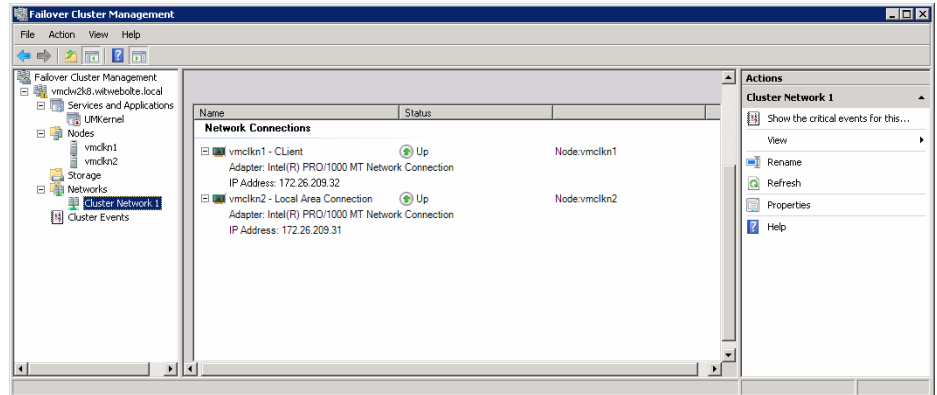 Failover Cluster Management
File Action View Help
Failover Cluster Management
vmclw2k8.witwebolte.local
Services and Applications
UMKernel
Nodes
vmclkn1
vmclkn2
Storage
Networks
Cluster Network 1
Cluster Events
Name Status
Network Connections
vmclkn1 - CLient Up Node:vmclkn1
Adapter: Intel(R) PRO/1000 MT Network Connection
IP Address: 172.26.209.32
vmclkn2 - Local Area Connection Up Node:vmclkn2
Adapter: Intel(R) PRO/1000 MT Network Connection
IP Address: 172.26.209.31
Actions
Cluster Network 1
Show the critical events for this...
View
Rename
Refresh
Properties
Help